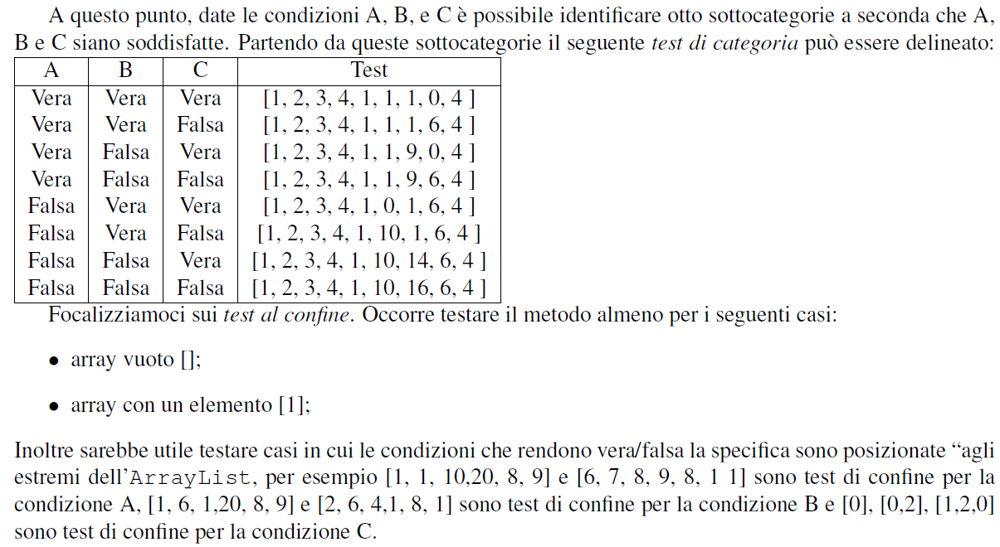 A questo punto, date le condizioni A, B, e C è possibile identificare otto sottocategorie a seconda che A,
B e C siano soddisfatte. Partendo da queste sottocategorie il seguente test di categoria può essere delineato:
A B C Test
Vera Vera Vera [1, 2, 3, 4, 1, 1, 1, 0, 4 ]
Vera Vera Falsa [1, 2, 3, 4, 1, 1, 1, 6, 4 ]
Vera Falsa Vera [1, 2, 3, 4, 1, 1, 9, 0, 4 ]
Vera Falsa Falsa [1, 2, 3, 4, 1, 1, 9, 6, 4 ]
Falsa Vera Vera [1, 2, 3, 4, 1, 0, 1, 6, 4 ]
Falsa Vera Falsa [1, 2, 3, 4, 1, 10, 1, 6, 4 ]
Falsa Falsa Vera [1, 2, 3, 4, 1, 10, 14, 6, 4 ]
Falsa Falsa Falsa [1, 2, 3, 4, 1, 10, 16, 6, 4 ]
Focalizziamoci sui test al confine. Occorre testare il metodo almeno per i seguenti casi:
• array vuoto [];
• array con un elemento [1];
Inoltre sarebbe utile testare casi in cui le condizioni che rendono vera/falsa la specifica sono posizionate “agli
estremi dell’ArrayList, per esempio [1, 1, 10,20, 8, 9] e [6, 7, 8, 9, 8, 1 1] sono test di confine per la
condizione A, [1, 6, 1,20, 8, 9] e [2, 6, 4,1, 8, 1] sono test di confine per la condizione B e [0], [0,2], [1,2,0]
sono test di confine per la condizione C.